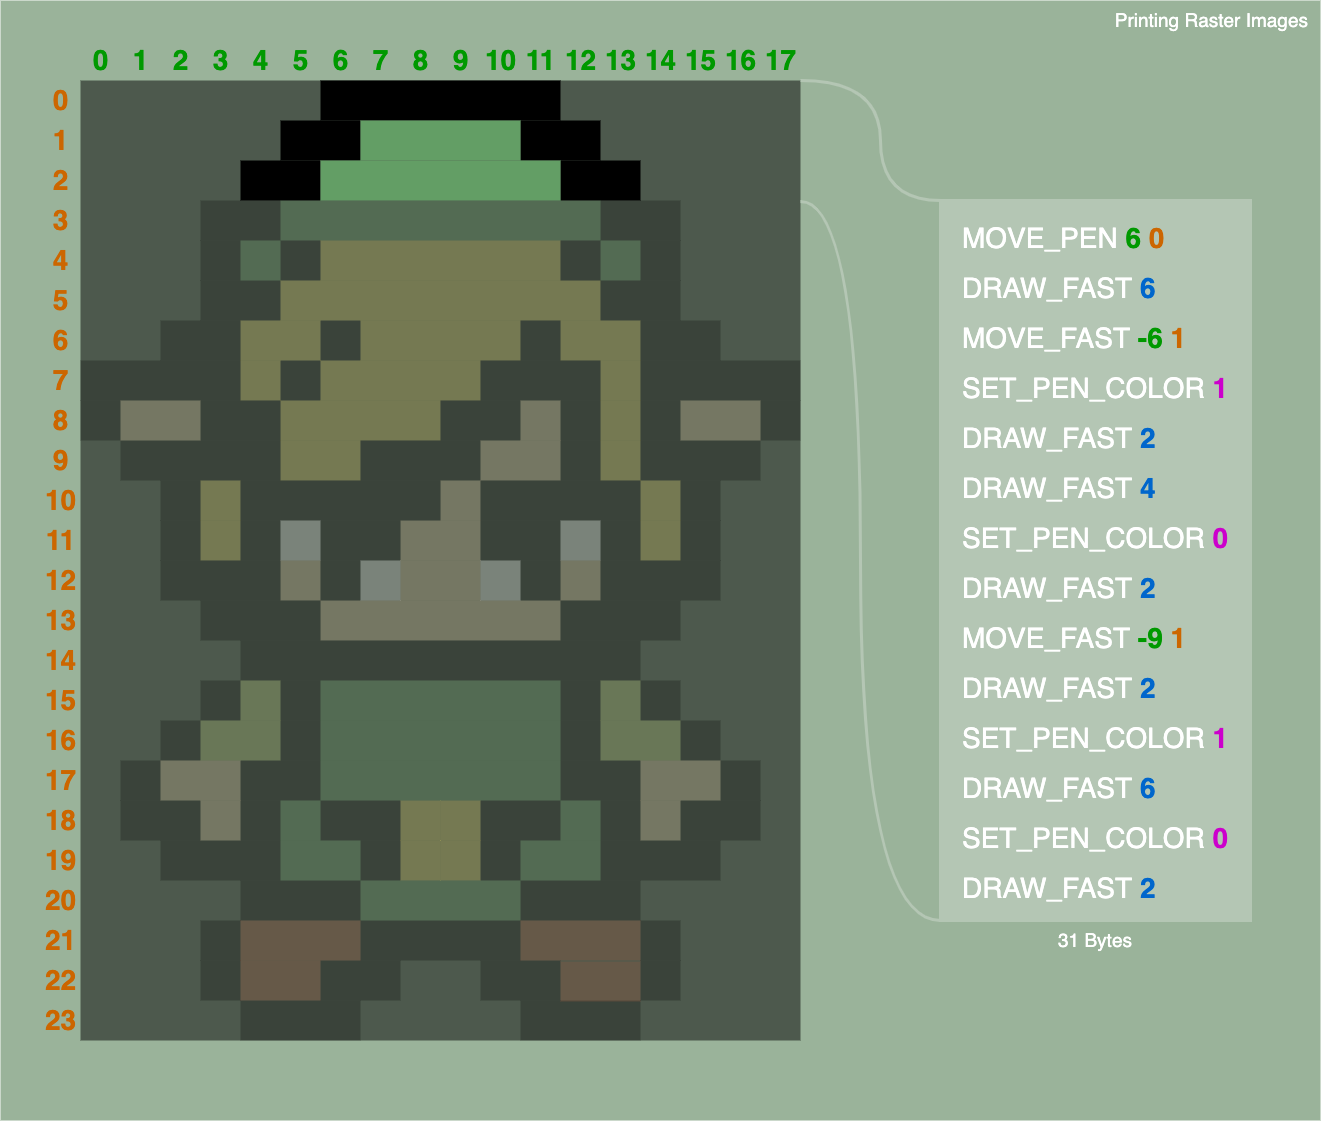 Printing Raster Images
0 1 2 3 4 5 6 7 8 9 10 11 12 13 14 15 16 17
0
1
2
3
4
5
6
7
8
9
10
11
12
13
14
15
16
17
18
19
20
21
22
23
MOVE_PEN 6 0
DRAW_FAST 6
MOVE_FAST -6 1
SET_PEN_COLOR 1
DRAW_FAST 2
DRAW_FAST 4
SET_PEN_COLOR 0
DRAW_FAST 2
MOVE_FAST -9 1
DRAW_FAST 2
SET_PEN_COLOR 1
DRAW_FAST 6
SET_PEN_COLOR 0
DRAW_FAST 2
31 Bytes